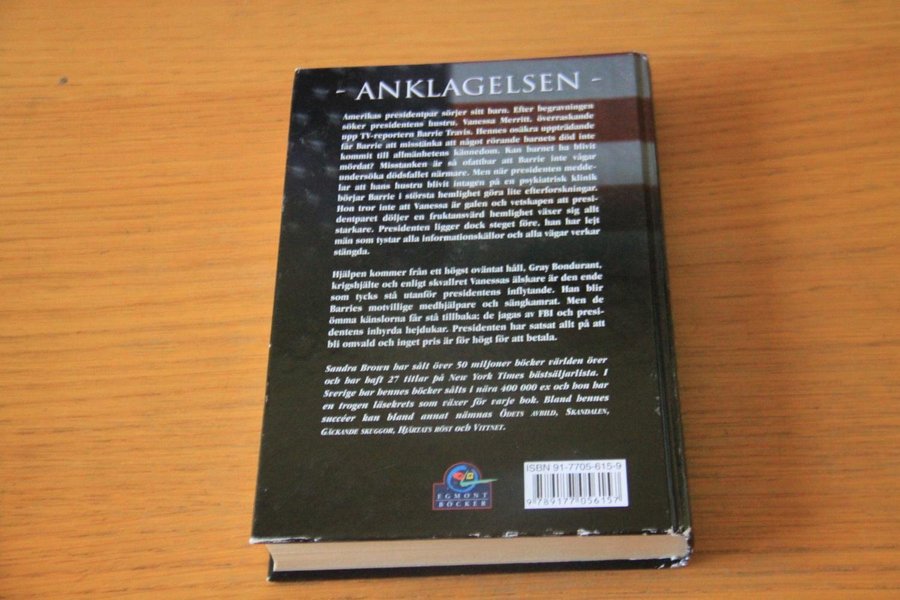 - ANKLAGELSEN -
Amerikas presidentpar sörjer sitt barn. Efter begravningen
söker presidentens hustru, Vanessa Merritt, överraskande
upp TV-reportern Barrie Travis. Hennes osäkra uppträdande
får Barrie att misstänka att något rörande barnets död inte
kommit till allmänhetens kännedom. Kan barnet ha blivit
mördat? Misstanken är så ofattbar att Barrie inte vågar
undersöka dödsfallet närmare. Men när presidenten medde-
lar att hans hustru blivit intagen på en psykiatrisk klinik
börjar Barrie i största hemlighet göra lite efterforskningar.
Hon tror inte att Vanessa är galen och vetskapen att presi-
dentparet döljer en fruktansvärd hemlighet växer sig allt
starkare. Presidenten ligger dock steget före, han har lejt
män som tystar alla informationskällor och alla vägar verkar
stängda.
Hjälpen kommer från ett högst oväntat håll, Gray Bondurant,
krigshjälte och enligt skvallret Vanessas älskare är den ende
som tycks stå utanför presidentens inflytande. Han blir
Barries motvillige medhjälpare och sängkamrat. Men de
ömma känslorna får stå tillbaka: de jagas av FBI och presi-
dentens inhyrda hejdukar. Presidenten har satsat allt på att
bli omvald och inget pris är för högt för att betala.
Sandra Brown har sålt över 50 miljoner böcker världen över
och har haft 27 titlar på New York Times bästsäljarlista. I
Sverige har hennes böcker sålts i nära 400 000 ex och hon har
en trogen läsekrets som växer för varje bok. Bland hennes
succéer kan bland annat nämnas ÖDETS AVBILD, SKANDALEN,
GÄCKANDE SKUGGOR, HJÄRTATS RÖST och VITTNET.
EGMONT
BÖCKER
ISBN 91-7705-615-9
9 789177 056157